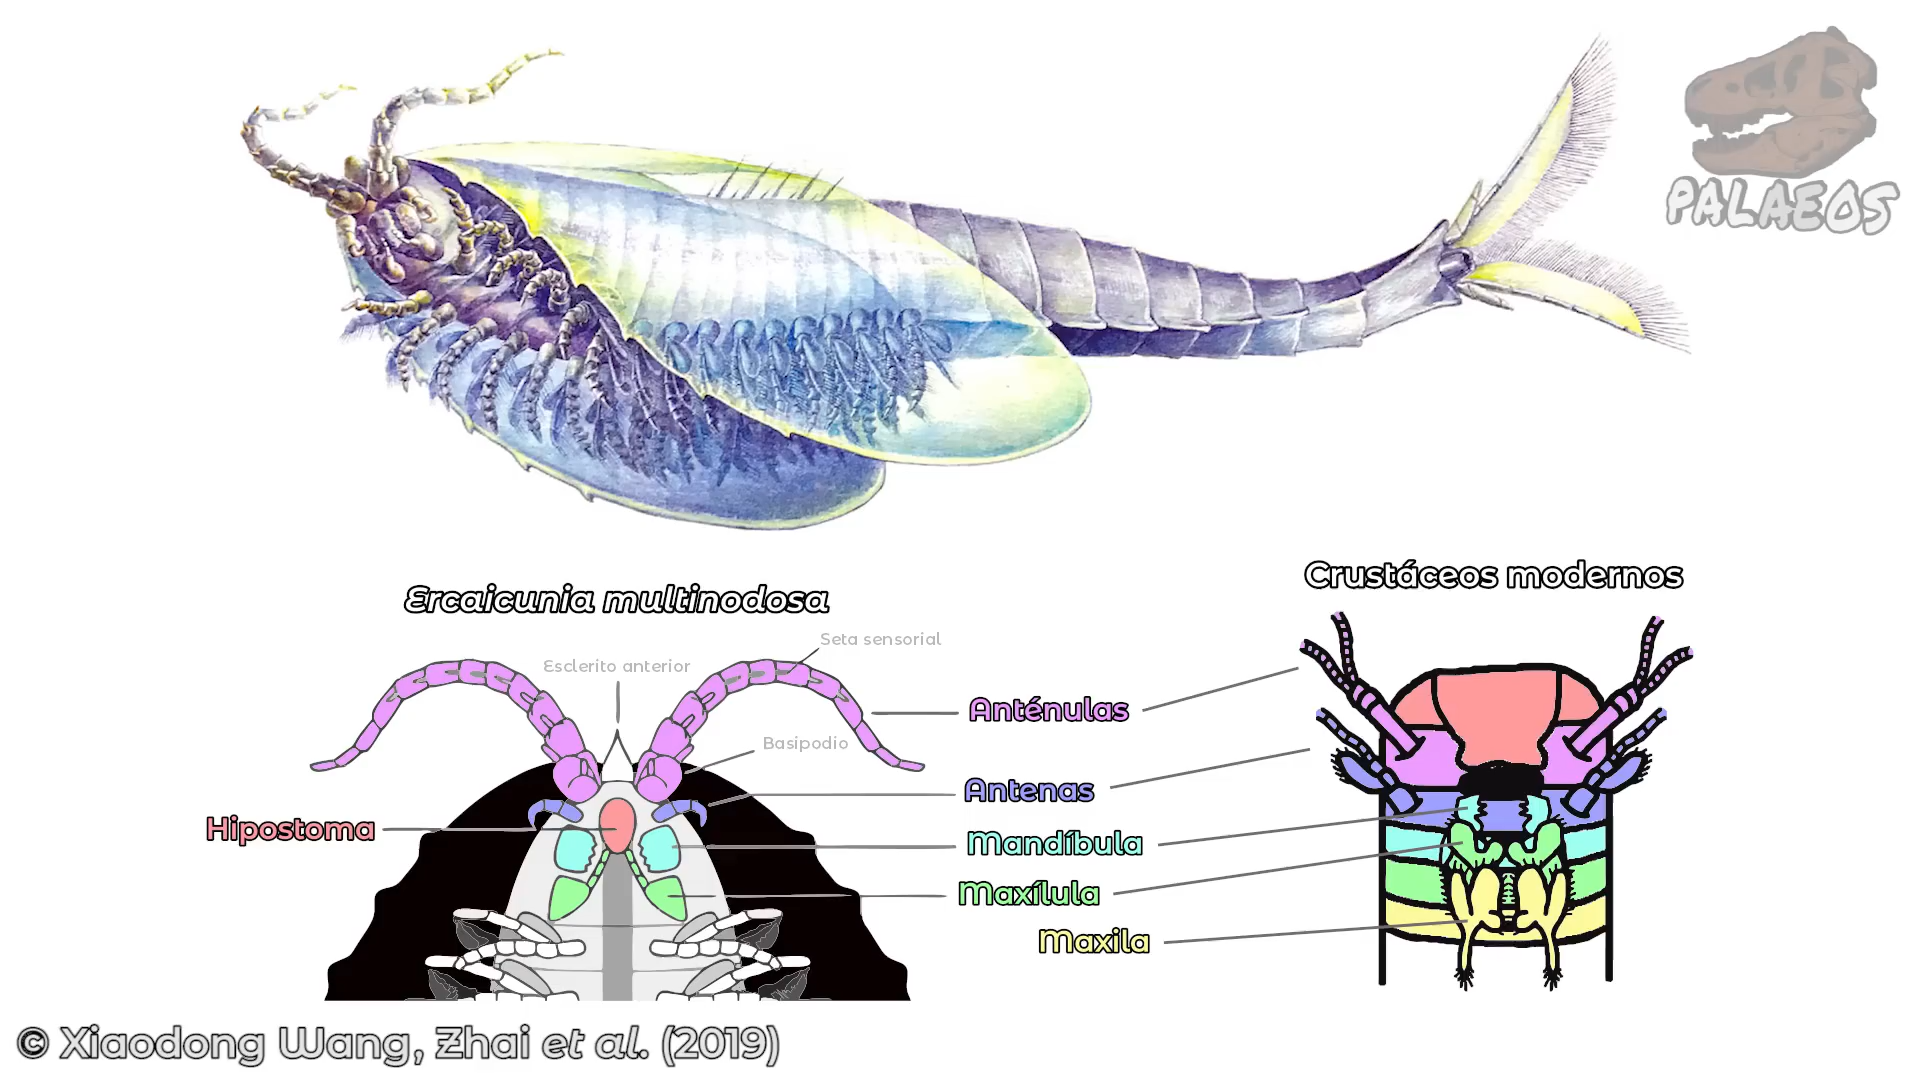 PALAEOS
Ercaicunia multinodosa
Crustáceos modernos
Seta sensorial
Esclerito anterior
Anténulas
Basipodio
Antenas
Hipostoma
Mandíbula
Maxílula
Maxila
© Xiaodong Wang, Zhai et al. (2019)